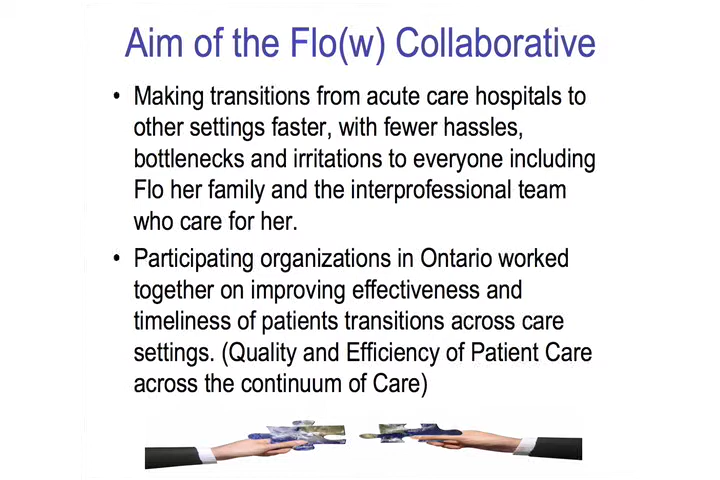 Aim of the Flo(w) Collaborative
• Making transitions from acute care hospitals to
other settings faster, with fewer hassles,
bottlenecks and irritations to everyone including
Flo her family and the interprofessional team
who care for her.
• Participating organizations in Ontario worked
together on improving effectiveness and
timeliness of patients transitions across care
settings. (Quality and Efficiency of Patient Care
across the continuum of Care)